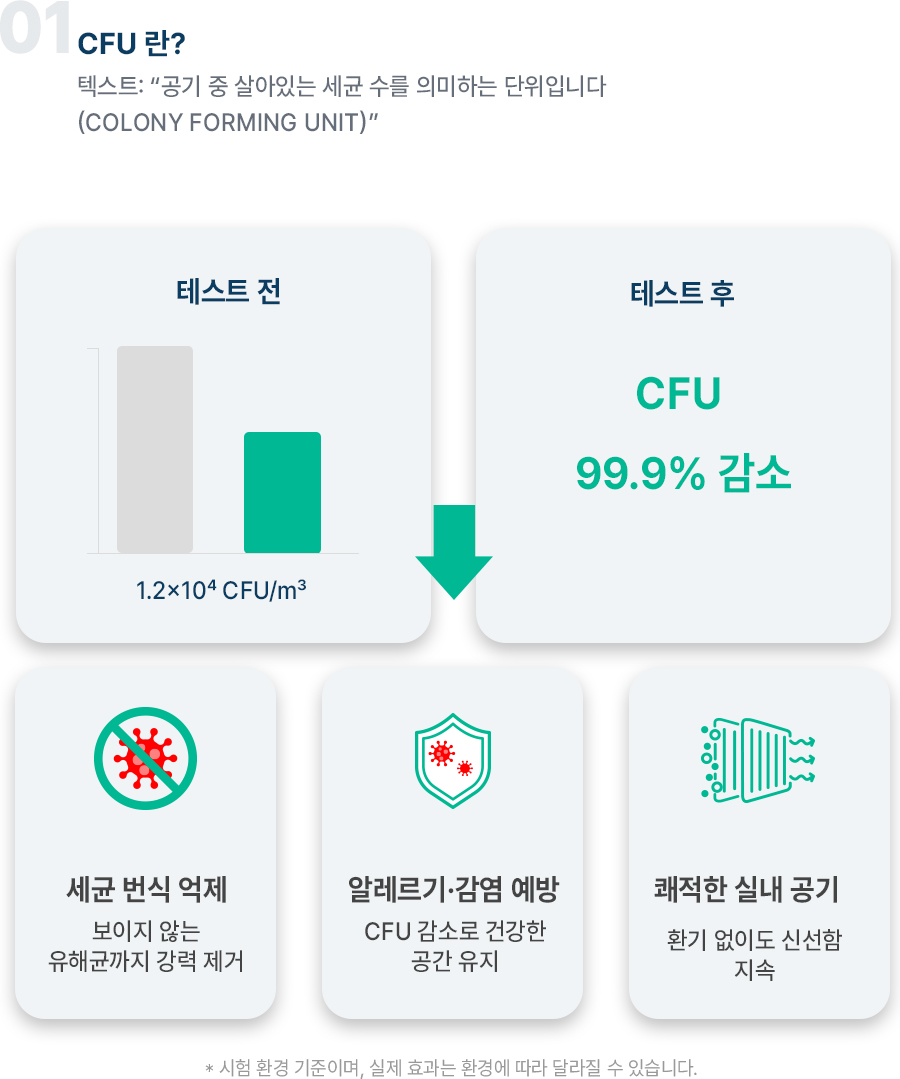 01
CFU 란?
텍스트: “공기 중 살아있는 세균 수를 의미하는 단위입니다
(COLONY FORMING UNIT)”
테스트 전
1.2×10⁴ CFU/m³
테스트 후
CFU
99.9% 감소
세균 번식 억제
보이지 않는
유해균까지 강력 제거
알레르기·감염 예방
CFU 감소로 건강한
공간 유지
쾌적한 실내 공기
환기 없이도 신선함
지속
* 시험 환경 기준이며, 실제 효과는 환경에 따라 달라질 수 있습니다.